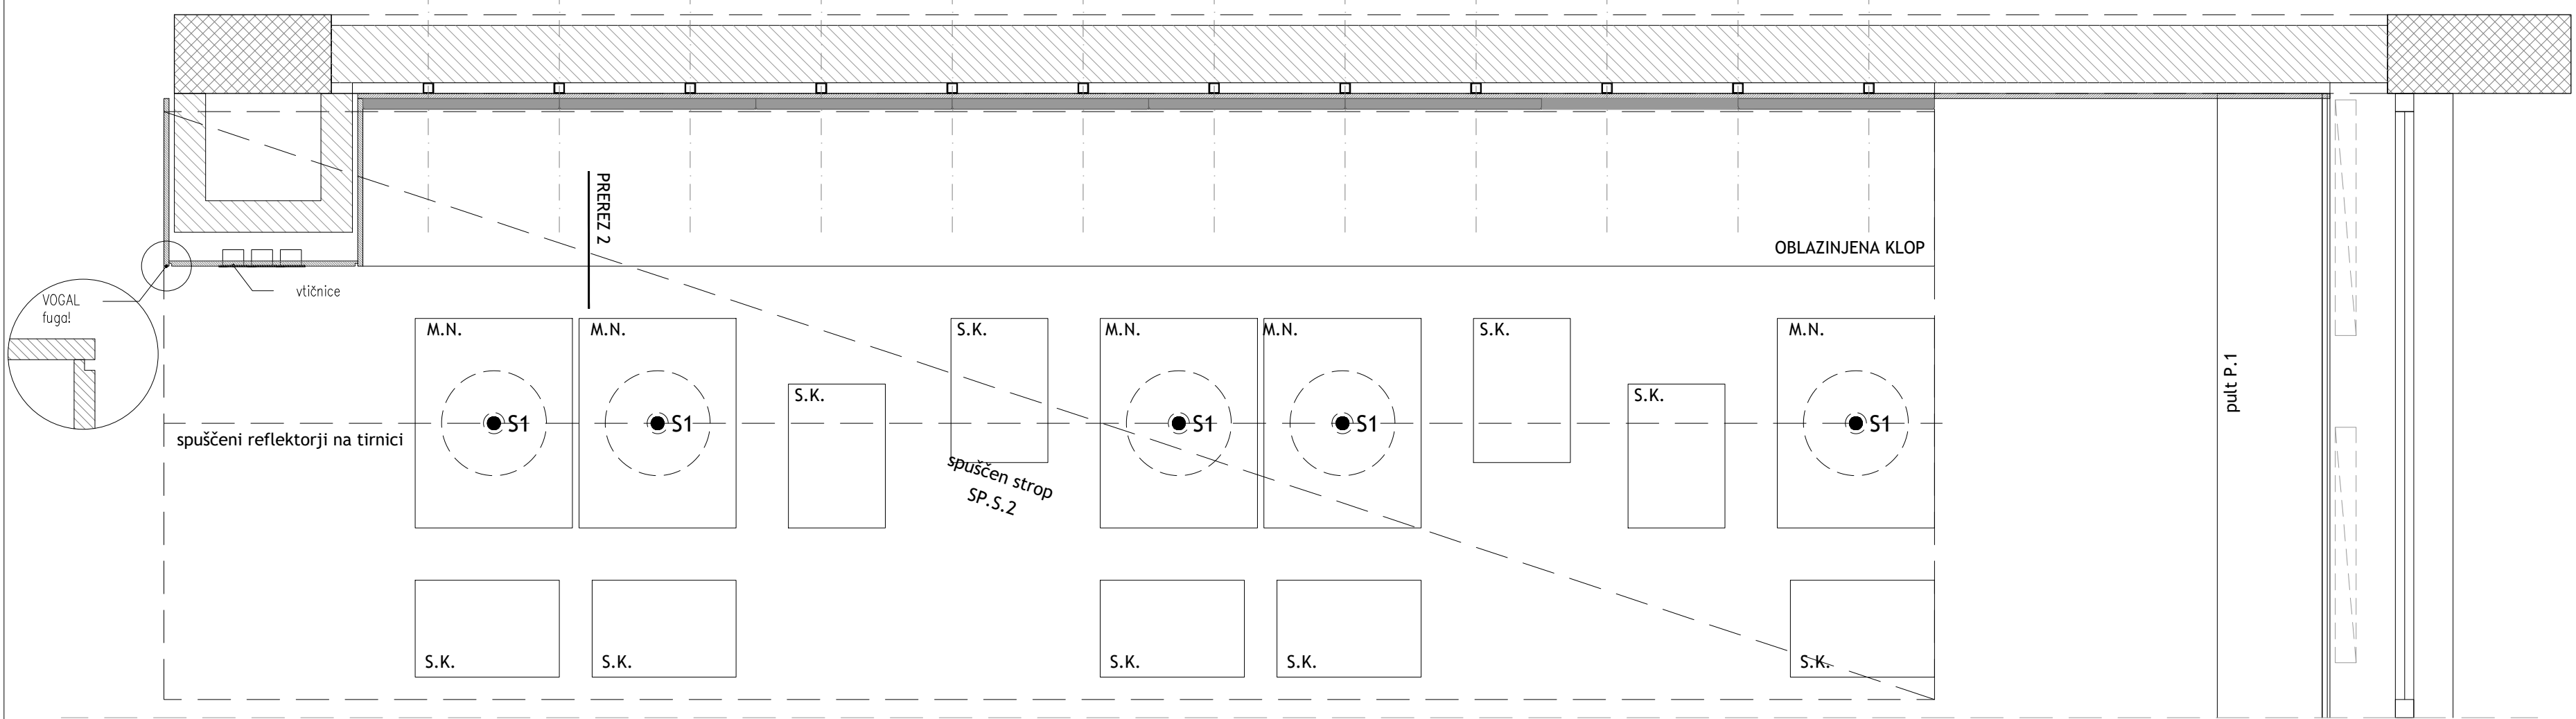 PREREZ 2
OBLAZINJENA KLOP
vtičnice
VOGAL
fuga!
M.N.
M.N.
S.K.
M.N.
M.N.
S.K.
M.N.
S.K.
S.K.
pult P.1
S1
S1
S1
S1
S1
spuščeni reflektorji na tirnici
spuščen strop
SP.S.2
S.K.
S.K.
S.K.
S.K.
S.K.